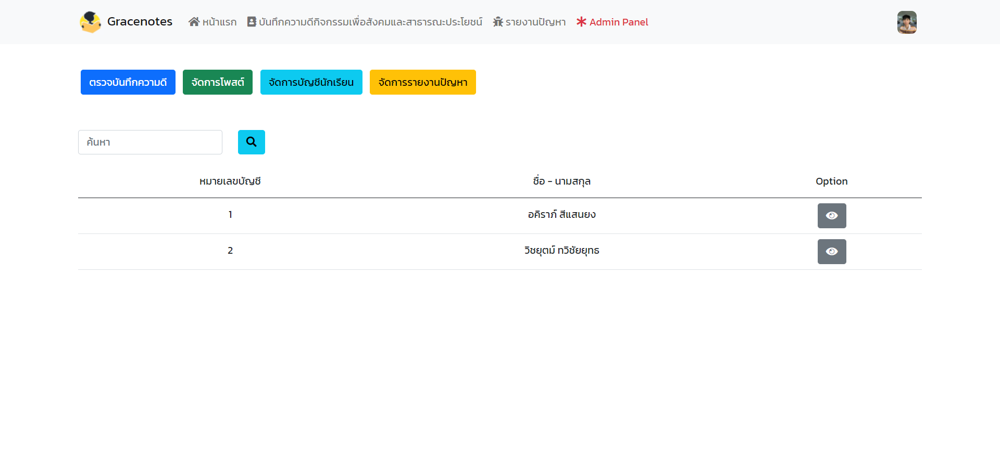 Gracenotes หน้าแรก บันทึกความดีกิจกรรมเพื่อสังคมและสาธารณะประโยชน์ รายงานปัญหา Admin Panel
ตรวจบันทึกความดี จัดการโพสต์ จัดการบัญชีนักเรียน จัดการรายงานปัญหา
ค้นหา
หมายเลขบัญชี ชื่อ - นามสกุล Option
1 อคิราภ์ สีแสนยง
2 วิชยุตม์ ทวิชัยยุทธ